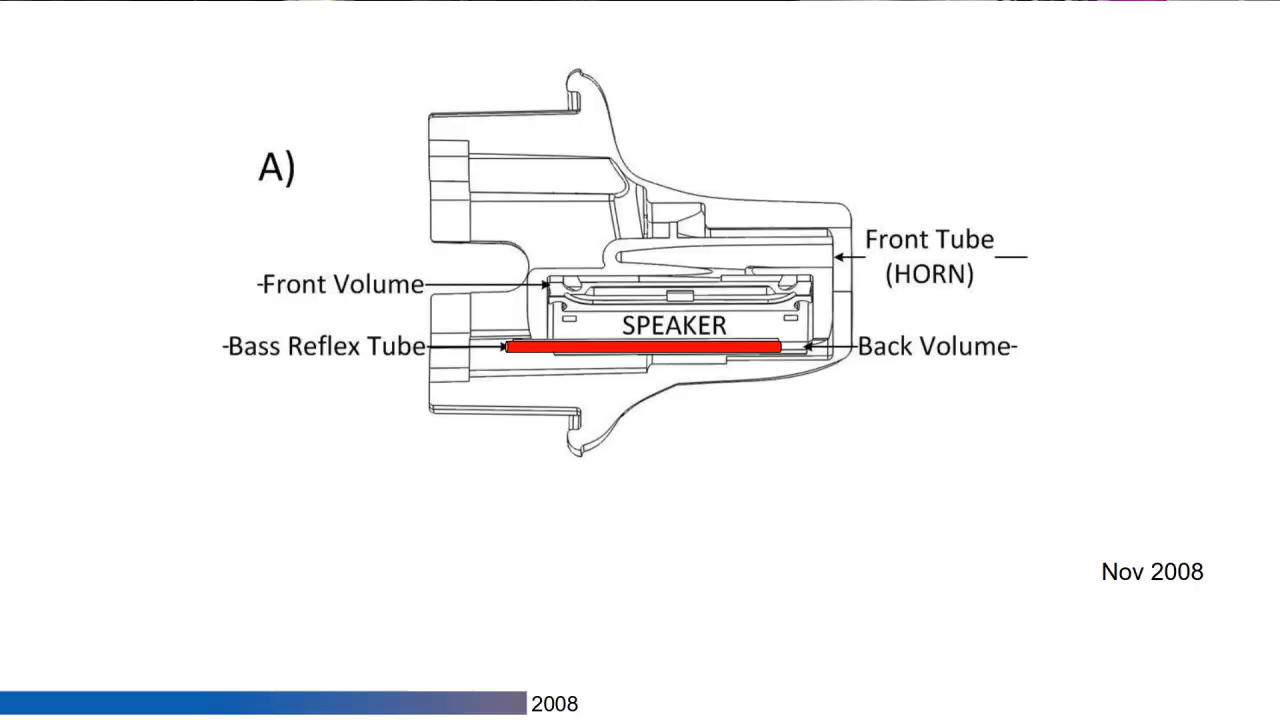 A)
Front Tube
(HORN)
-Front Volume
SPEAKER
-Bass Reflex Tube
Back Volume-
Nov 2008
2008